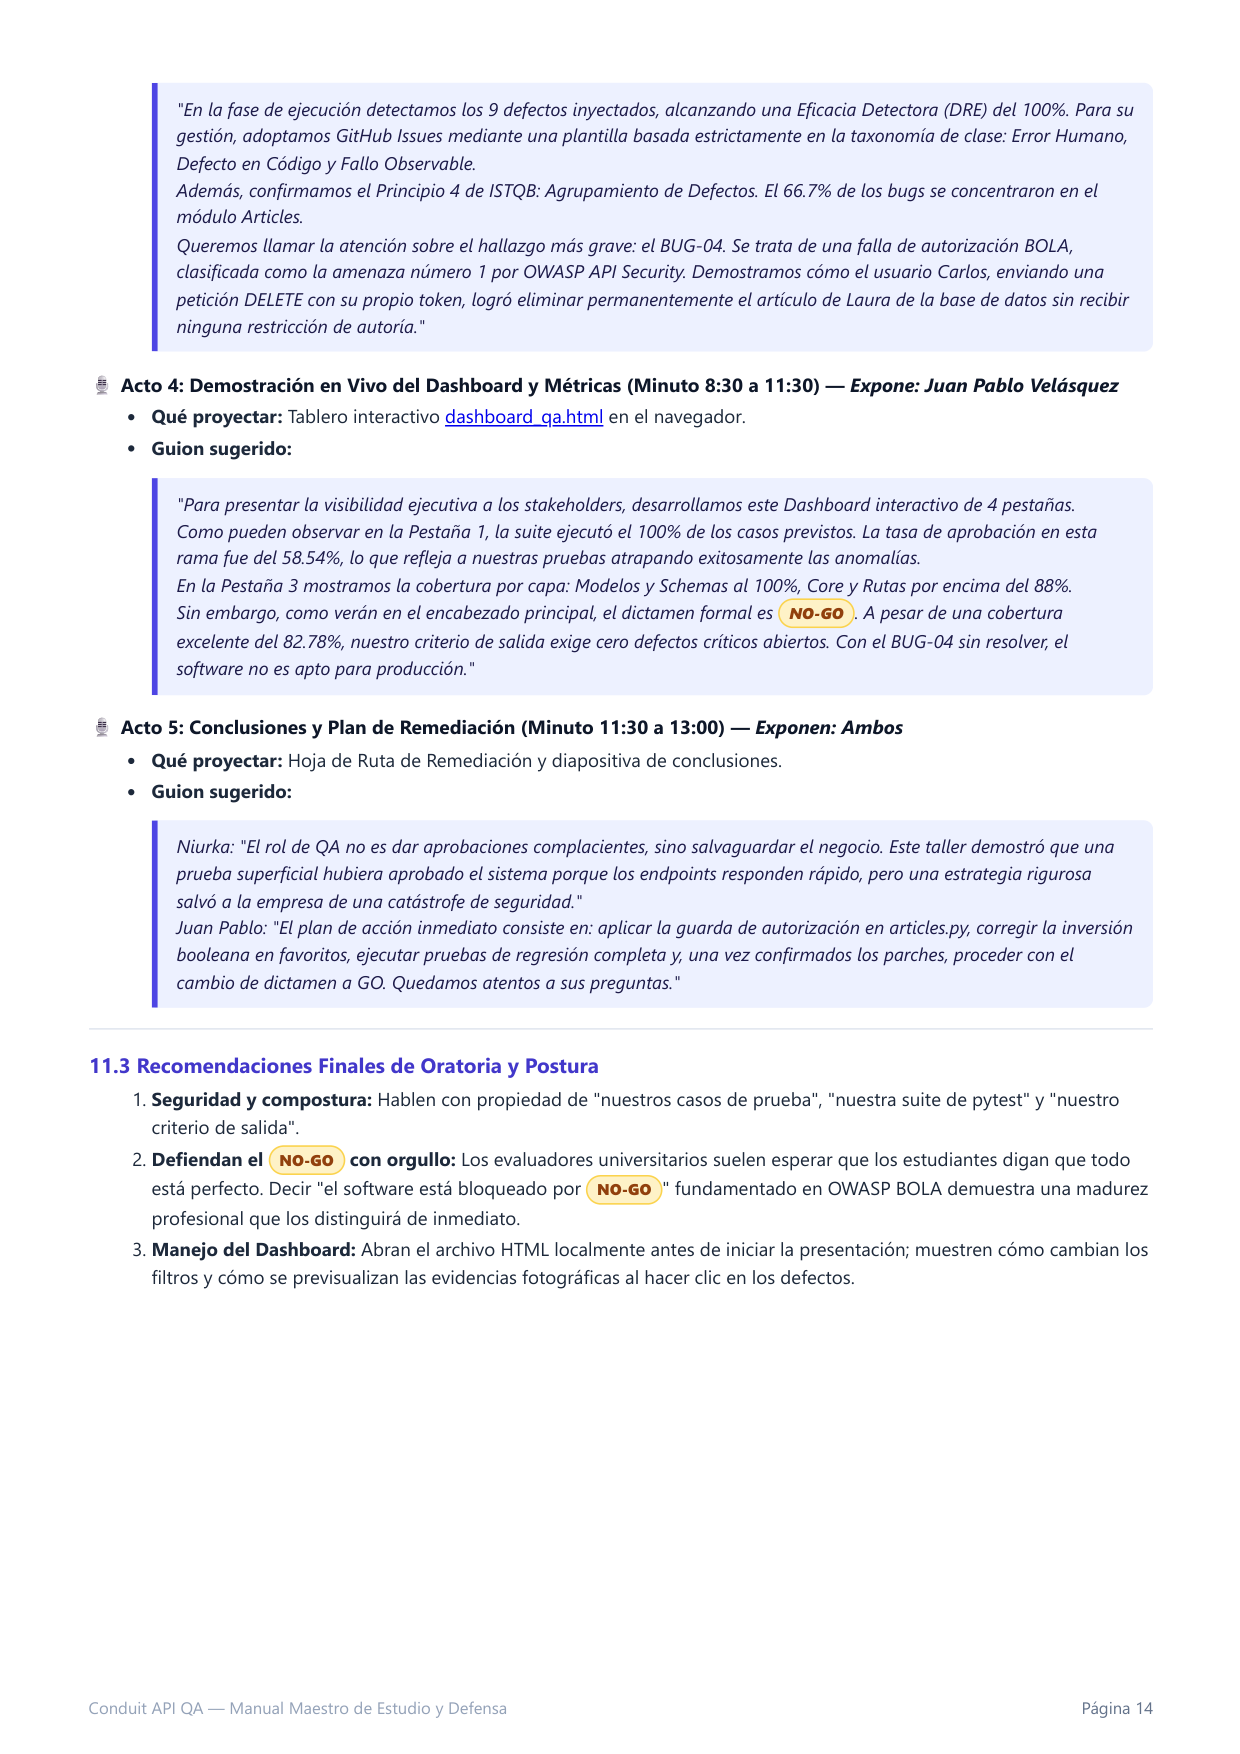 "En la fase de ejecución detectamos los 9 defectos inyectados, alcanzando una Eficacia Detectora (DRE) del 100%. Para su
gestión, adoptamos GitHub Issues mediante una plantilla basada estrictamente en la taxonomía de clase: Error Humano,
Defecto en Código y Fallo Observable.
Además, confirmamos el Principio 4 de ISTQB: Agrupamiento de Defectos. El 66.7% de los bugs se concentraron en el
módulo Articles.
Queremos llamar la atención sobre el hallazgo más grave: el BUG-04. Se trata de una falla de autorización BOLA,
clasificada como la amenaza número 1 por OWASP API Security. Demostramos cómo el usuario Carlos, enviando una
petición DELETE con su propio token, logró eliminar permanentemente el artículo de Laura de la base de datos sin recibir
ninguna restricción de autoría."
Acto 4: Demostración en Vivo del Dashboard y Métricas (Minuto 8:30 a 11:30) — Expone: Juan Pablo Velásquez
• Qué proyectar: Tablero interactivo dashboard_qa.html en el navegador.
• Guion sugerido:
"Para presentar la visibilidad ejecutiva a los stakeholders, desarrollamos este Dashboard interactivo de 4 pestañas.
Como pueden observar en la Pestaña 1, la suite ejecutó el 100% de los casos previstos. La tasa de aprobación en esta
rama fue del 58.54%, lo que refleja a nuestras pruebas atrapando exitosamente las anomalías.
En la Pestaña 3 mostramos la cobertura por capa: Modelos y Schemas al 100%, Core y Rutas por encima del 88%.
Sin embargo, como verán en el encabezado principal, el dictamen formal es NO-GO. A pesar de una cobertura
excelente del 82.78%, nuestro criterio de salida exige cero defectos críticos abiertos. Con el BUG-04 sin resolver, el
software no es apto para producción."
Acto 5: Conclusiones y Plan de Remediación (Minuto 11:30 a 13:00) — Exponen: Ambos
• Qué proyectar: Hoja de Ruta de Remediación y diapositiva de conclusiones.
• Guion sugerido:
Niurka: "El rol de QA no es dar aprobaciones complacientes, sino salvaguardar el negocio. Este taller demostró que una
prueba superficial hubiera aprobado el sistema porque los endpoints responden rápido, pero una estrategia rigurosa
salvó a la empresa de una catástrofe de seguridad."
Juan Pablo: "El plan de acción inmediato consiste en: aplicar la guarda de autorización en articles.py, corregir la inversión
booleana en favoritos, ejecutar pruebas de regresión completa y, una vez confirmados los parches, proceder con el
cambio de dictamen a GO. Quedamos atentos a sus preguntas."
11.3 Recomendaciones Finales de Oratoria y Postura
1. Seguridad y compostura: Hablen con propiedad de "nuestros casos de prueba", "nuestra suite de pytest" y "nuestro
criterio de salida".
2. Defiendan el NO-GO con orgullo: Los evaluadores universitarios suelen esperar que los estudiantes digan que todo
está perfecto. Decir "el software está bloqueado por NO-GO" fundamentado en OWASP BOLA demuestra una madurez
profesional que los distinguirá de inmediato.
3. Manejo del Dashboard: Abran el archivo HTML localmente antes de iniciar la presentación; muestren cómo cambian los
filtros y cómo se previsualizan las evidencias fotográficas al hacer clic en los defectos.
Conduit API QA — Manual Maestro de Estudio y Defensa
Página 14